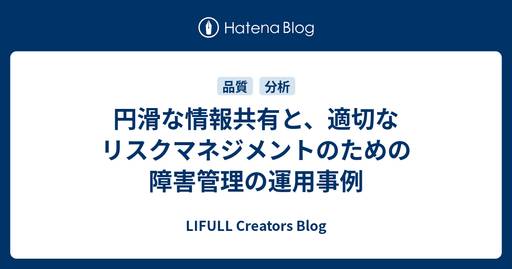 Hatena Blog
品質 分析
円滑な情報共有と、適切な
リスクマネジメントのための
障害管理の運用事例
LIFULL Creators Blog